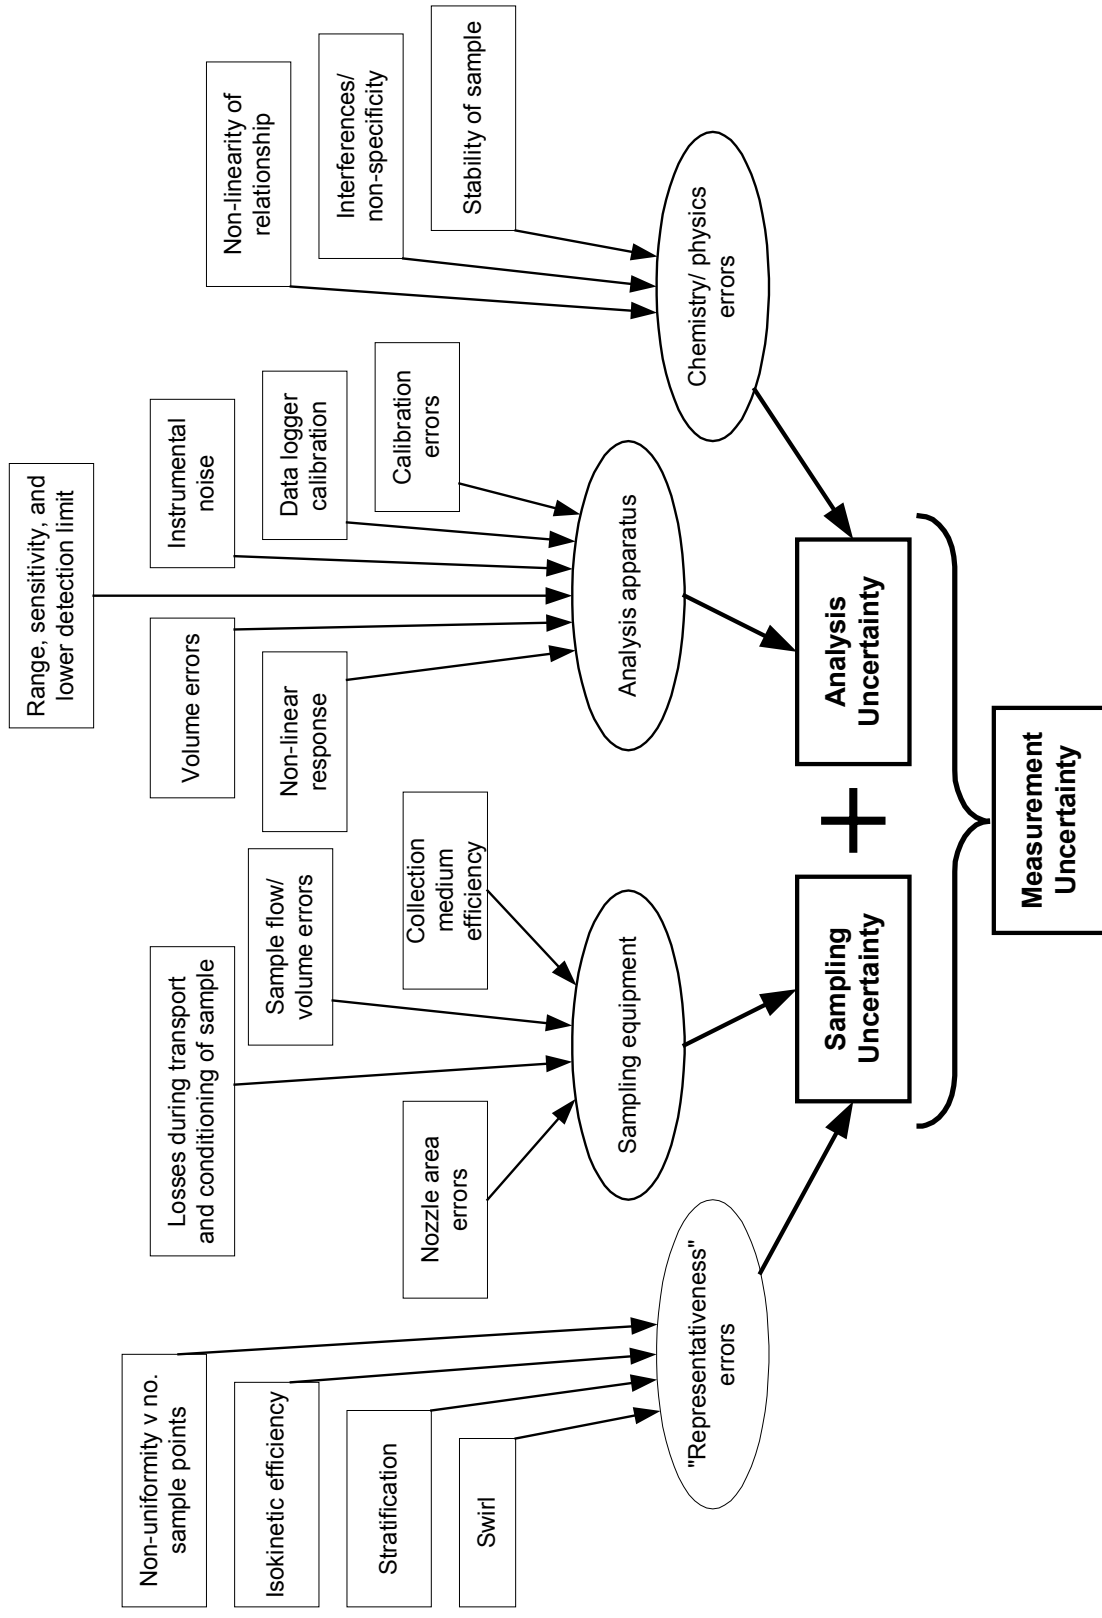 Range, sensitivity, and
lower detection limit
Non-uniformity v no.
sample points
Losses during transport
and conditioning of sample
Volume errors
Instrumental
noise
Non-linearity of
relationship
Isokinetic efficiency
Sample flow/
volume errors
Non-linear
response
Data logger
calibration
Interferences/
non-specificity
Stratification
Nozzle area
errors
Collection
medium
efficiency
Calibration
errors
Stability of sample
Swirl
"Representativeness"
errors
Sampling equipment
Analysis apparatus
Chemistry/ physics
errors
Sampling
Uncertainty
+
Analysis
Uncertainty
Measurement
Uncertainty